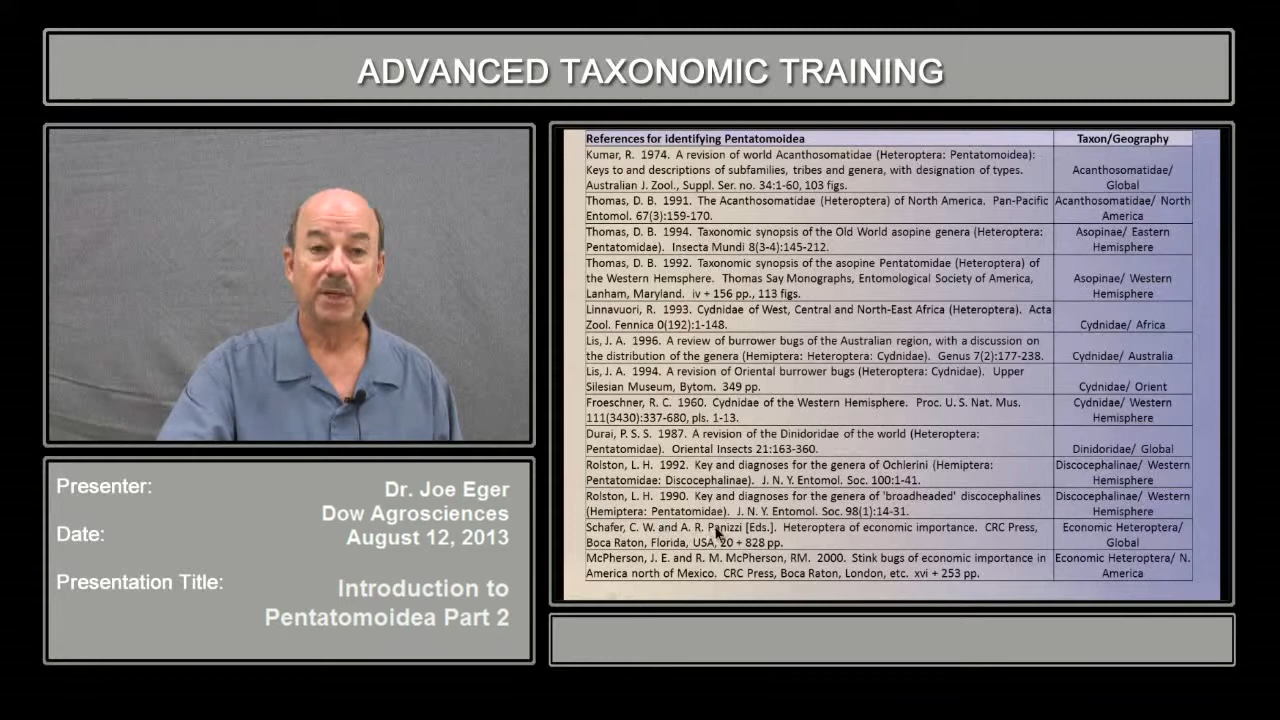 ADVANCED TAXONOMIC TRAINING
References for identifying Pentatomoidea
Taxon/Geography
Kumar, R. 1974. A revision of world Acanthosomatidae (Heteroptera: Pentatomoidea):
Keys to and descriptions of subfamilies, tribes and genera, with designation of types.
Australian J. Zool., Suppl. Ser. no. 34:1-60, 103 figs.
Acanthosomatidae/
Global
Thomas, D. B. 1991. The Acanthosomatidae (Heteroptera) of North America. Pan-Pacific
Entomol. 67(3):159-170.
Acanthosomatidae/ North
America
Thomas, D. B. 1994. Taxonomic synopsis of the Old World asopine genera (Heteroptera:
Pentatomidae). Insecta Mundi 8(3-4):145-212.
Asopinae/ Eastern
Hemisphere
Thomas, D. B. 1992. Taxonomic synopsis of the asopine Pentatomidae (Heteroptera) of
the Western Hemsphere. Thomas Say Monographs, Entomological Society of America,
Lanham, Maryland. iv + 156 pp., 113 figs.
Asopinae/ Western
Hemisphere
Linnavuori, R. 1993. Cydnidae of West, Central and North-East Africa (Heteroptera). Acta
Zool. Fennica 0(192):1-148.
Cydnidae/ Africa
Lis, J. A. 1996. A review of burrower bugs of the Australian region, with a discussion on
the distribution of the genera (Hemiptera: Heteroptera: Cydnidae). Genus 7(2):177-238.
Cydnidae/ Australia
Lis, J. A. 1994. A revision of Oriental burrower bugs (Heteroptera: Cydnidae). Upper
Silesian Museum, Bytom. 349 pp.
Cydnidae/ Orient
Froeschner, R. C. 1960. Cydnidae of the Western Hemisphere. Proc. U. S. Nat. Mus.
111(3430):337-680, pls. 1-13.
Cydnidae/ Western
Hemisphere
Durai, P. S. S. 1987. A revision of the Dinidoridae of the world (Heteroptera:
Pentatomidae). Oriental Insects 21:163-360.
Dinidoridae/ Global
Rolston, L. H. 1992. Key and diagnoses for the genera of Ochlerini (Hemiptera:
Pentatomidae: Discocephalinae). J. N. Y. Entomol. Soc. 100:1-41.
Discocephalinae/ Western
Hemisphere
Rolston, L. H. 1990. Key and diagnoses for the genera of 'broadheaded' discocephalines
(Hemiptera: Pentatomidae). J. N. Y. Entomol. Soc. 98(1):14-31.
Discocephalinae/ Western
Hemisphere
Schafer, C. W. and A. R. Panizzi [Eds.]. Heteroptera of economic importance. CRC Press,
Boca Raton, Florida, USA, 20 + 828 pp.
Economic Heteroptera/
Global
McPherson, J. E. and R. M. McPherson, RM. 2000. Stink bugs of economic importance in
America north of Mexico. CRC Press, Boca Raton, London, etc. xvi + 253 pp.
Economic Heteroptera/ N.
America
Presenter:
Dr. Joe Eger
Dow Agrosciences
Date:
August 12, 2013
Presentation Title:
Introduction to
Pentatomoidea Part 2